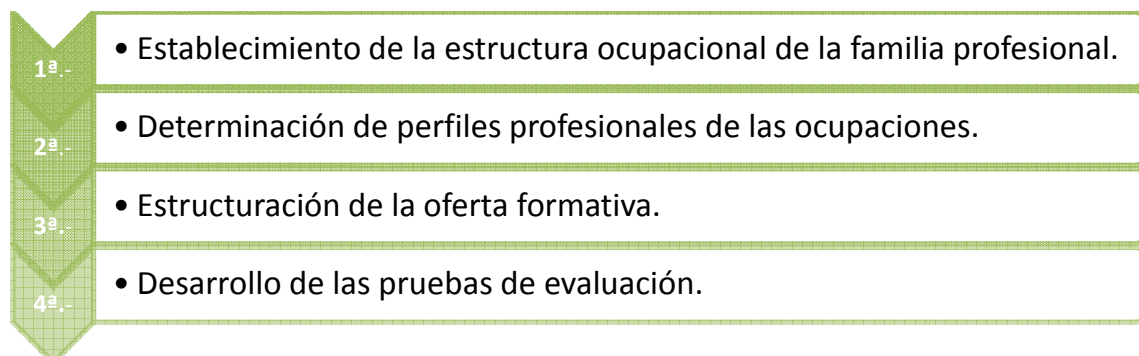 1ª.- • Establecimiento de la estructura ocupacional de la familia profesional.
2ª.- • Determinación de perfiles profesionales de las ocupaciones.
3ª.- • Estructuración de la oferta formativa.
4ª.- • Desarrollo de las pruebas de evaluación.